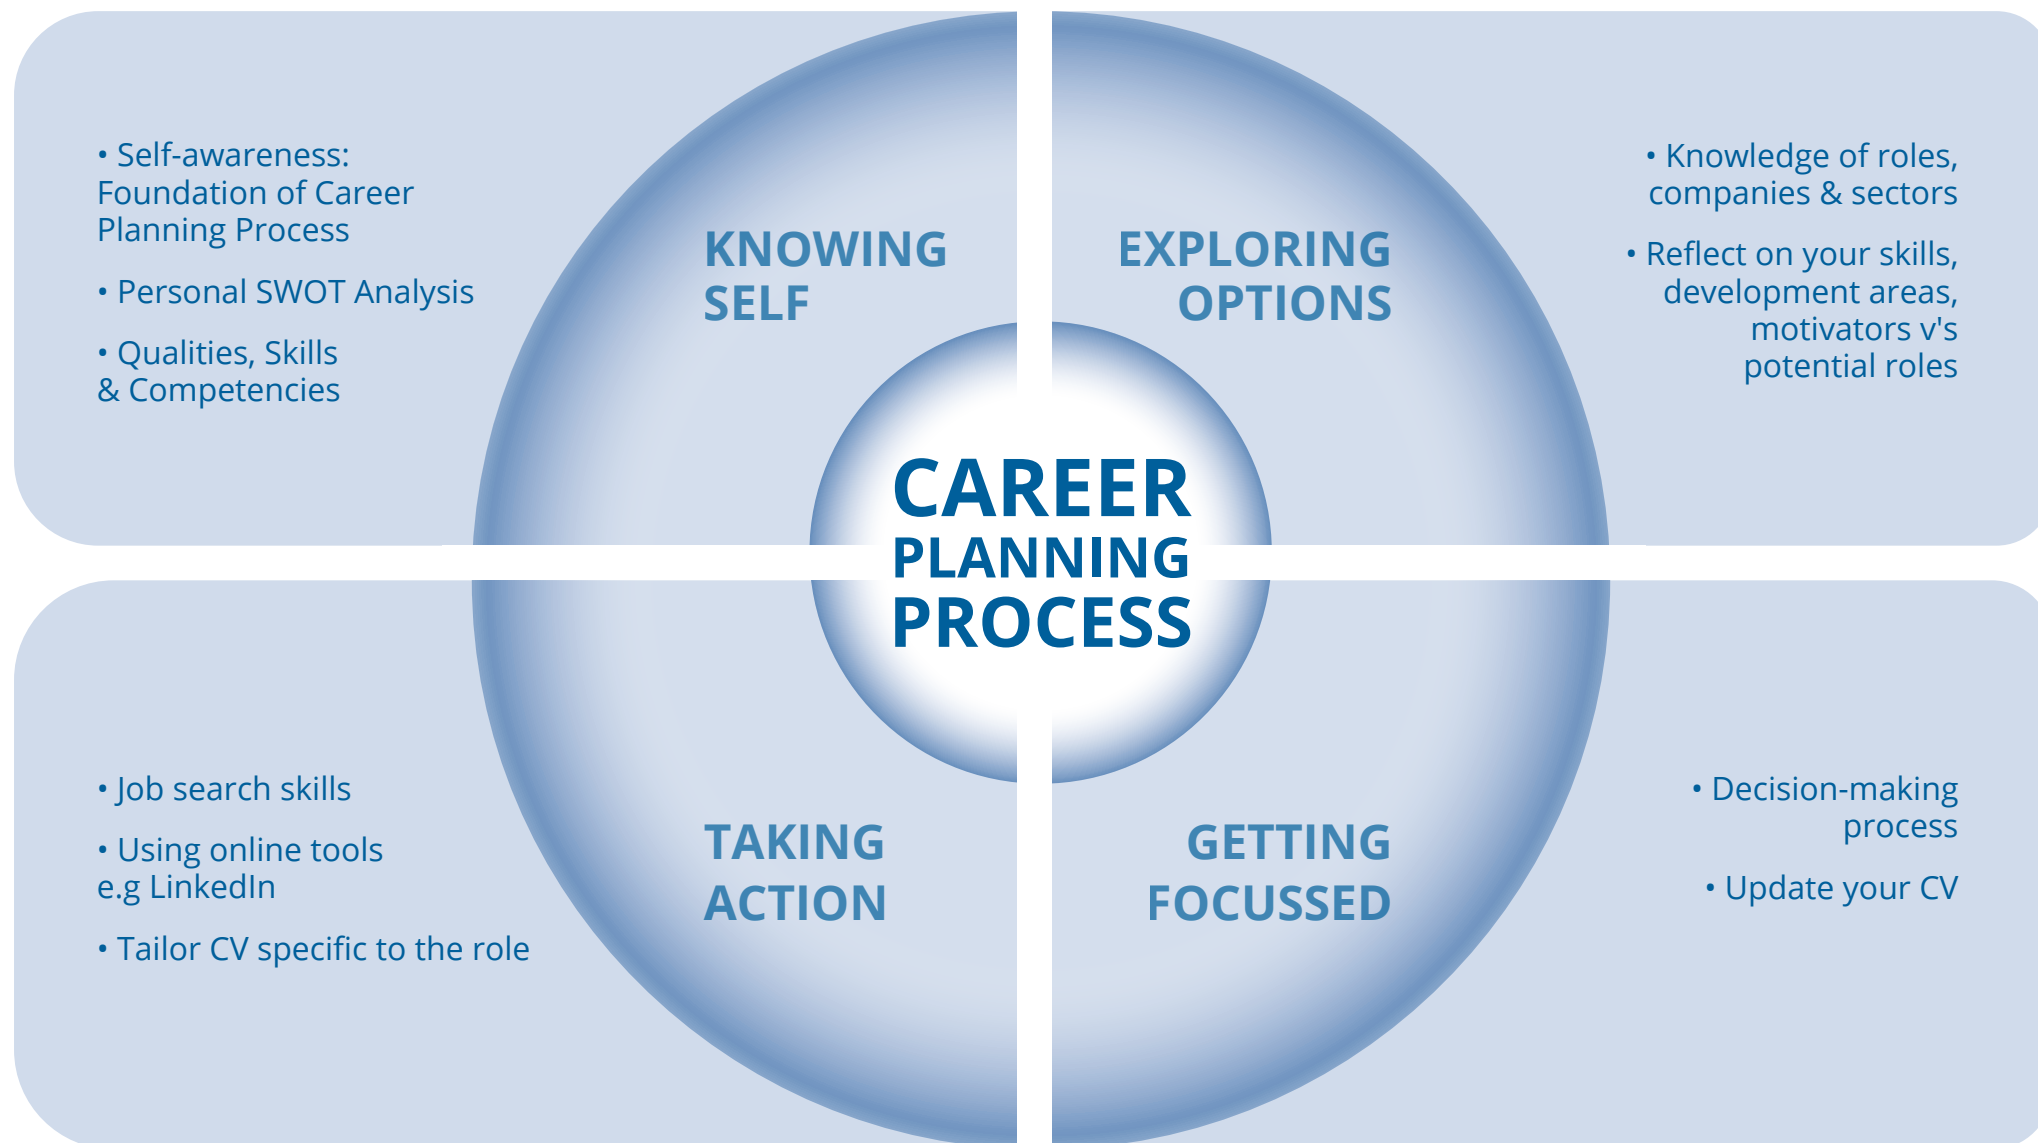 • Self-awareness:
Foundation of Career
Planning Process
• Personal SWOT Analysis
• Qualities, Skills
& Competencies
KNOWING
SELF
EXPLORING
OPTIONS
• Knowledge of roles,
companies & sectors
• Reflect on your skills,
development areas,
motivators v's
potential roles
CAREER
PLANNING
PROCESS
• Job search skills
• Using online tools
e.g LinkedIn
• Tailor CV specific to the role
TAKING
ACTION
GETTING
FOCUSSED
• Decision-making
process
• Update your CV